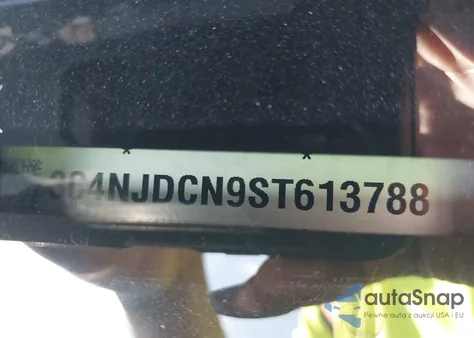 3C4NJDCN9ST613788
autaSnap
Pewne auta z aukcji USA i EU